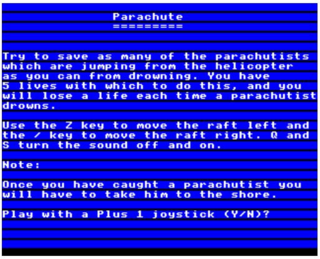 Parachute
=========
Try to save as many of the parachutists
which are jumping from the helicopter
as you can from drowning. You have
5 lives with which to do this, and you
will lose a life each time a parachutist
drowns.
Use the Z key to move the raft left and
the / key to move the raft right. Q and
S turn the sound off and on.
Note:
Once you have caught a parachutist you
will have to take him to the shore.
Play with a Plus 1 joystick (Y/N)?